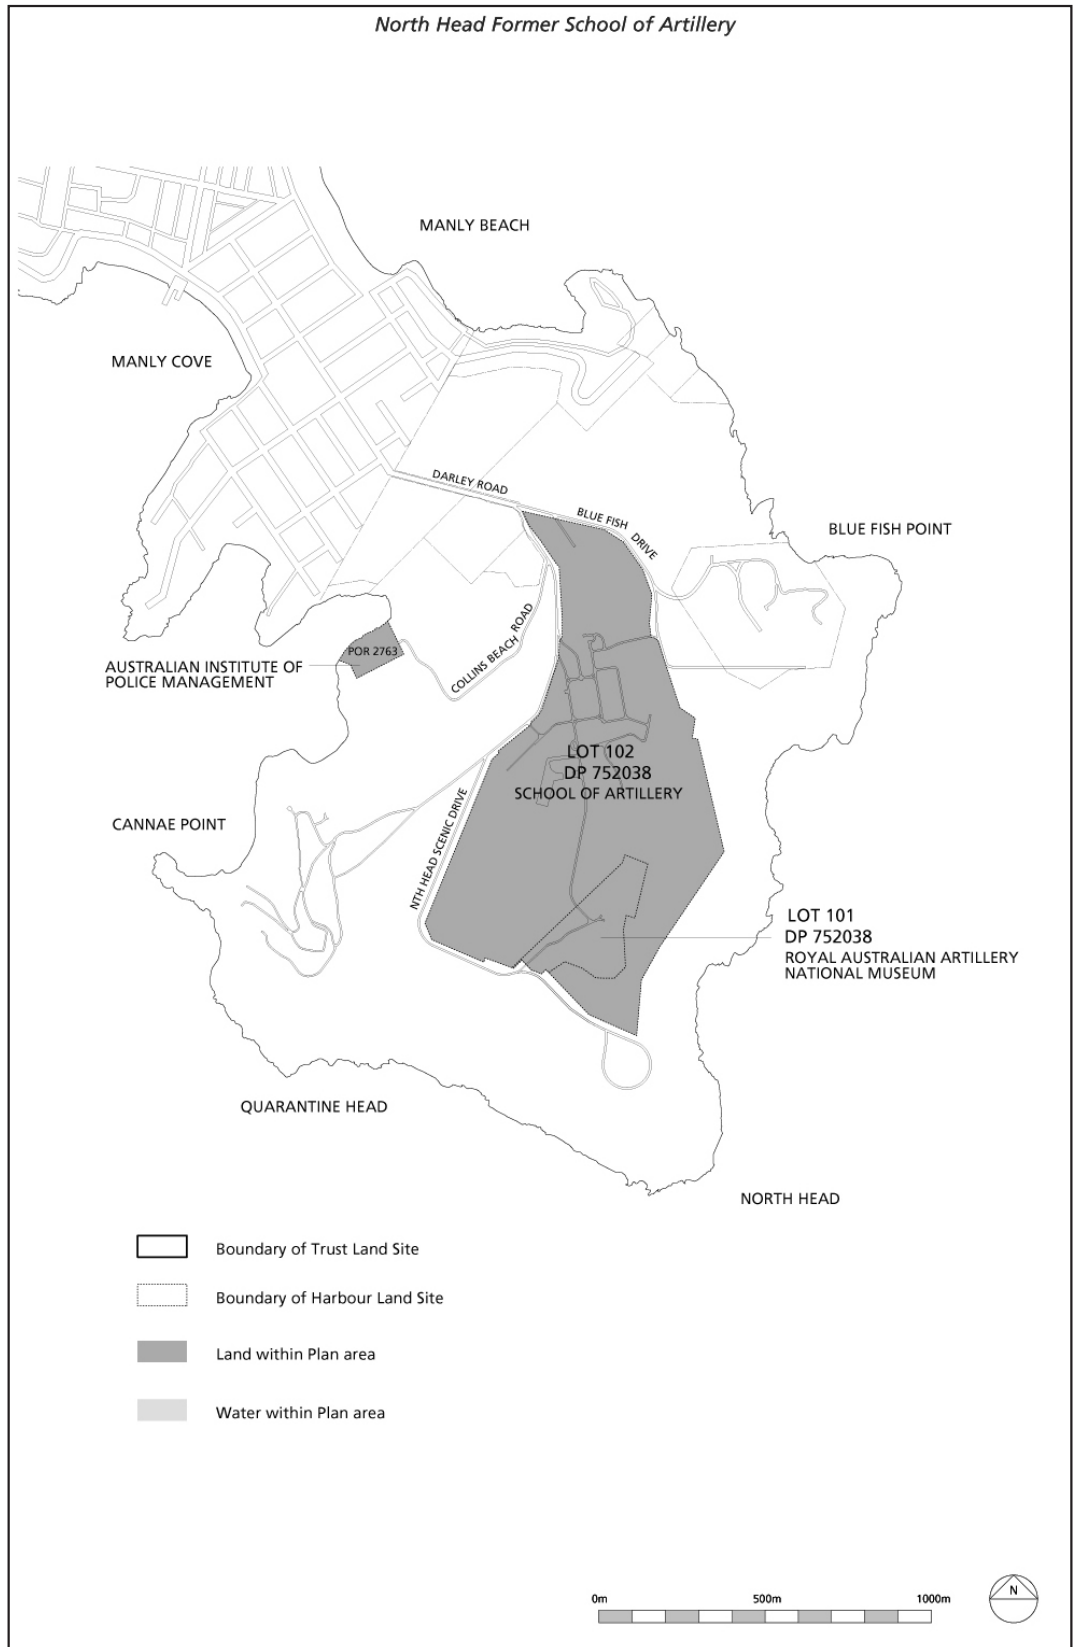 North Head Former School of Artillery
MANLY BEACH
MANLY COVE
DARLEY ROAD
BLUE FISH
DRIVE
BLUE FISH POINT
COLLINS BEACH ROAD
POR 2763
AUSTRALIAN INSTITUTE OF
POLICE MANAGEMENT
LOT 102
DP 752038
SCHOOL OF ARTILLERY
NTH HEAD SCENIC DRIVE
CANNAE POINT
LOT 101
DP 752038
ROYAL AUSTRALIAN ARTILLERY
NATIONAL MUSEUM
QUARANTINE HEAD
NORTH HEAD
Boundary of Trust Land Site
Boundary of Harbour Land Site
Land within Plan area
Water within Plan area
0m 500m 1000m
N